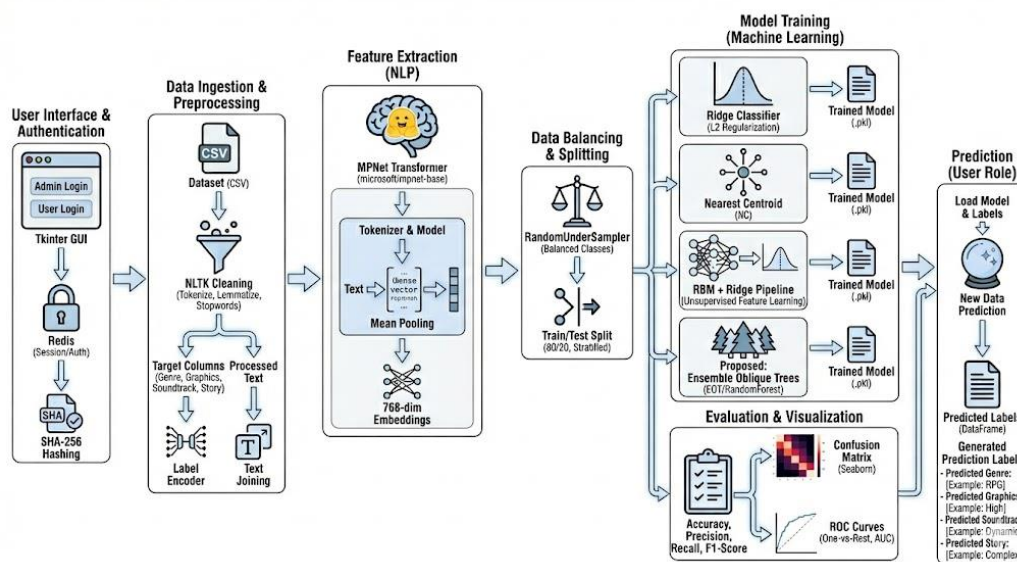 User Interface &
Authentication
Admin Login
User Login
Tkinter GUI
Redis
(Session/Auth)
SHA
SHA-256
Hashing
Data Ingestion &
Preprocessing
CSV
Dataset (CSV)
NLTK Cleaning
(Tokenize, Lemmatize,
Stopwords)
Target Columns
(Genre, Graphics,
Soundtrack, Story)
Processed
Text
Label
Encoder
T
Text
Joining
Feature Extraction
(NLP)
MPNet Transformer
(microsoftimpnet-base)
Tokenizer & Model
Text
vector
Mean Pooling
768-dim
Embeddings
Data Balancing
& Splitting
RandomUnderSampler
(Balanced Classes)
Train/Test Split
(80/20, Stratified)
Model Training
(Machine Learning)
Ridge Classifier
(L2 Regularization)
Trained Model
(.pkl)
Nearest Centroid
(NC)
Trained Model
(.pkl)
RBM + Ridge Pipeline
(Unsupervised Feature Learning)
Trained Model
(.pkl)
Proposed:
Ensemble Oblique Trees
(EOT/RandomForest)
Trained Model
(.pkl)
Evaluation & Visualization
Accuracy,
Precision,
Recall, F1-Score
Confusion
Matrix
(Seaborn)
ROC Curves
(One-vs-Rest, AUC)
Prediction
(User Role)
Load Model
& Labels
New Data
Prediction
Predicted Labels
(DataFrame)
Generated
Prediction Label
- Predicted Genre:
[Example: RPG]
- Predicted Graphics
[Example: High]
- Predicted Soundtrac
[Example: Dynamic
- Predicted Story:
[Example: Complex